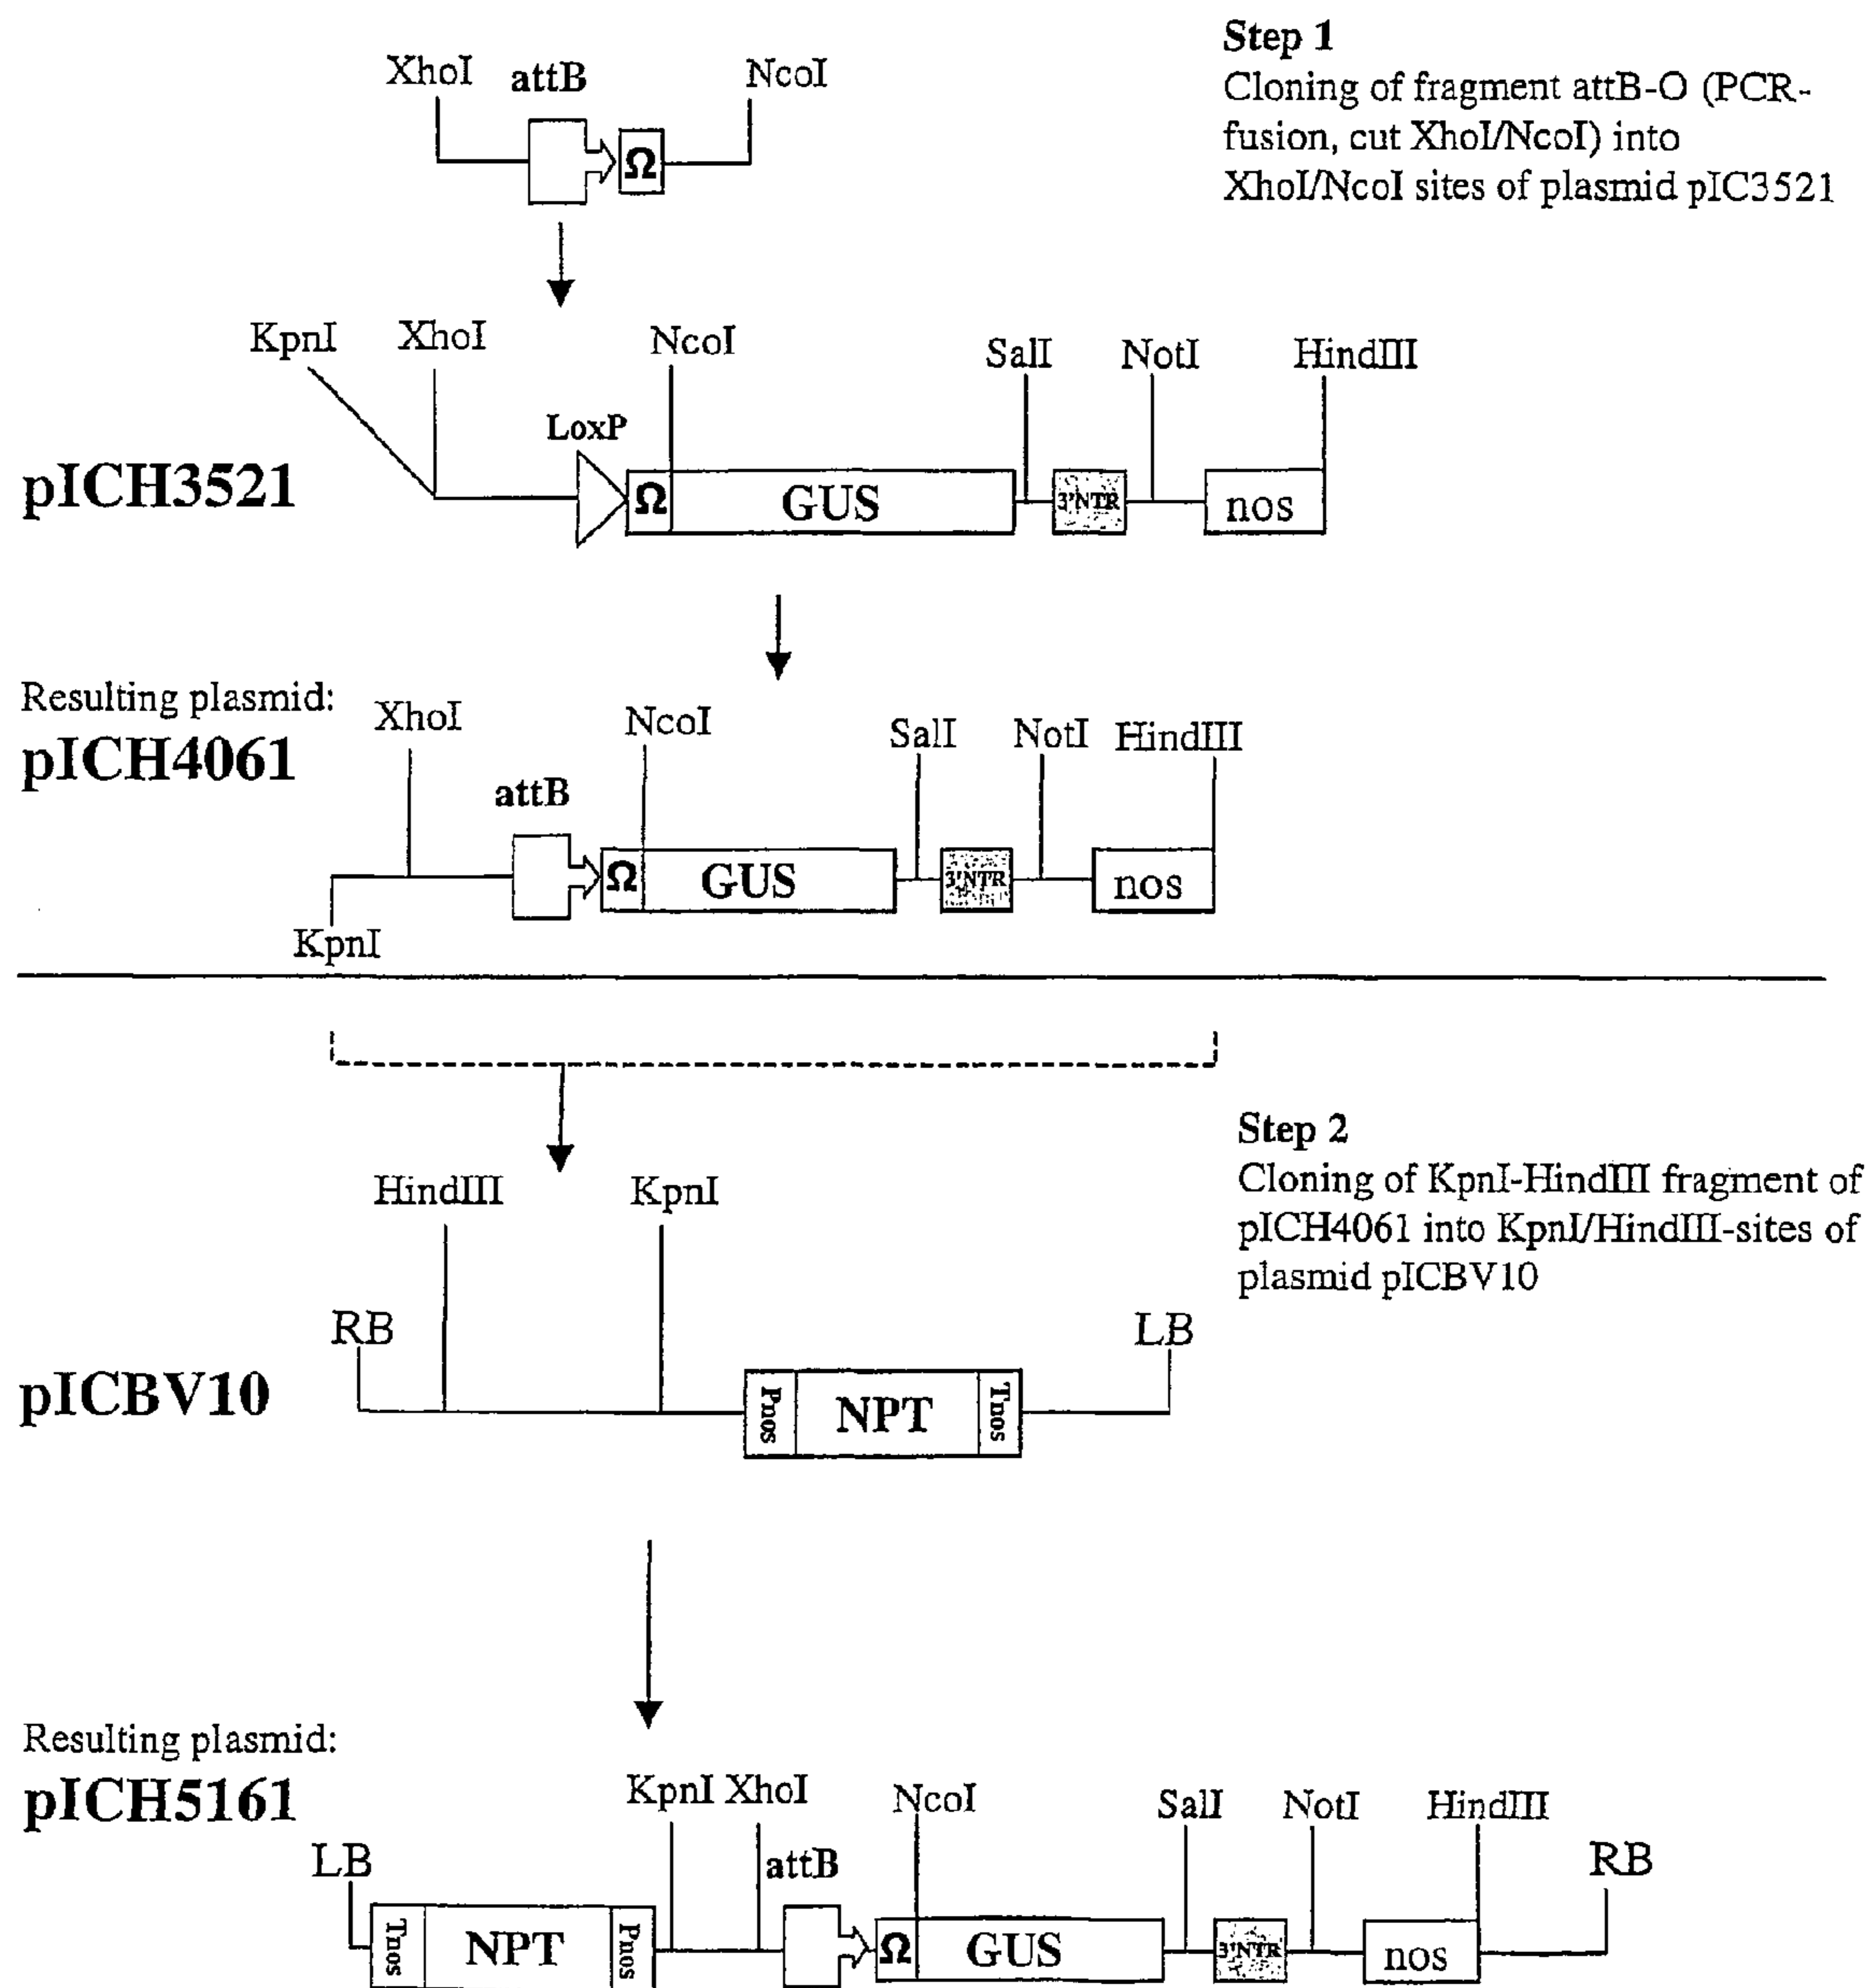 Step 1
Cloning of fragment attB-O (PCR-
fusion, cut XhoI/NcoI) into
XhoI/NcoI sites of plasmid pIC3521
XhoI attB NcoI
Ω
KpnI XhoI NcoI SalI NotI HindIII
LoxP
pICH3521
Ω GUS 3'NTR nos
Resulting plasmid:
pICH4061
XhoI NcoI SalI NotI HindIII
attB
Ω GUS 3'NTR nos
KpnI
Step 2
Cloning of KpnI-HindIII fragment of
pICH4061 into KpnI/HindIII-sites of
plasmid pICBV10
HindIII KpnI
RB LB
pICBV10
Pnos NPT Tnos
Resulting plasmid:
pICH5161
KpnI XhoI NcoI SalI NotI HindIII
LB attB RB
Tnos NPT Pnos Ω GUS 3'NTR nos